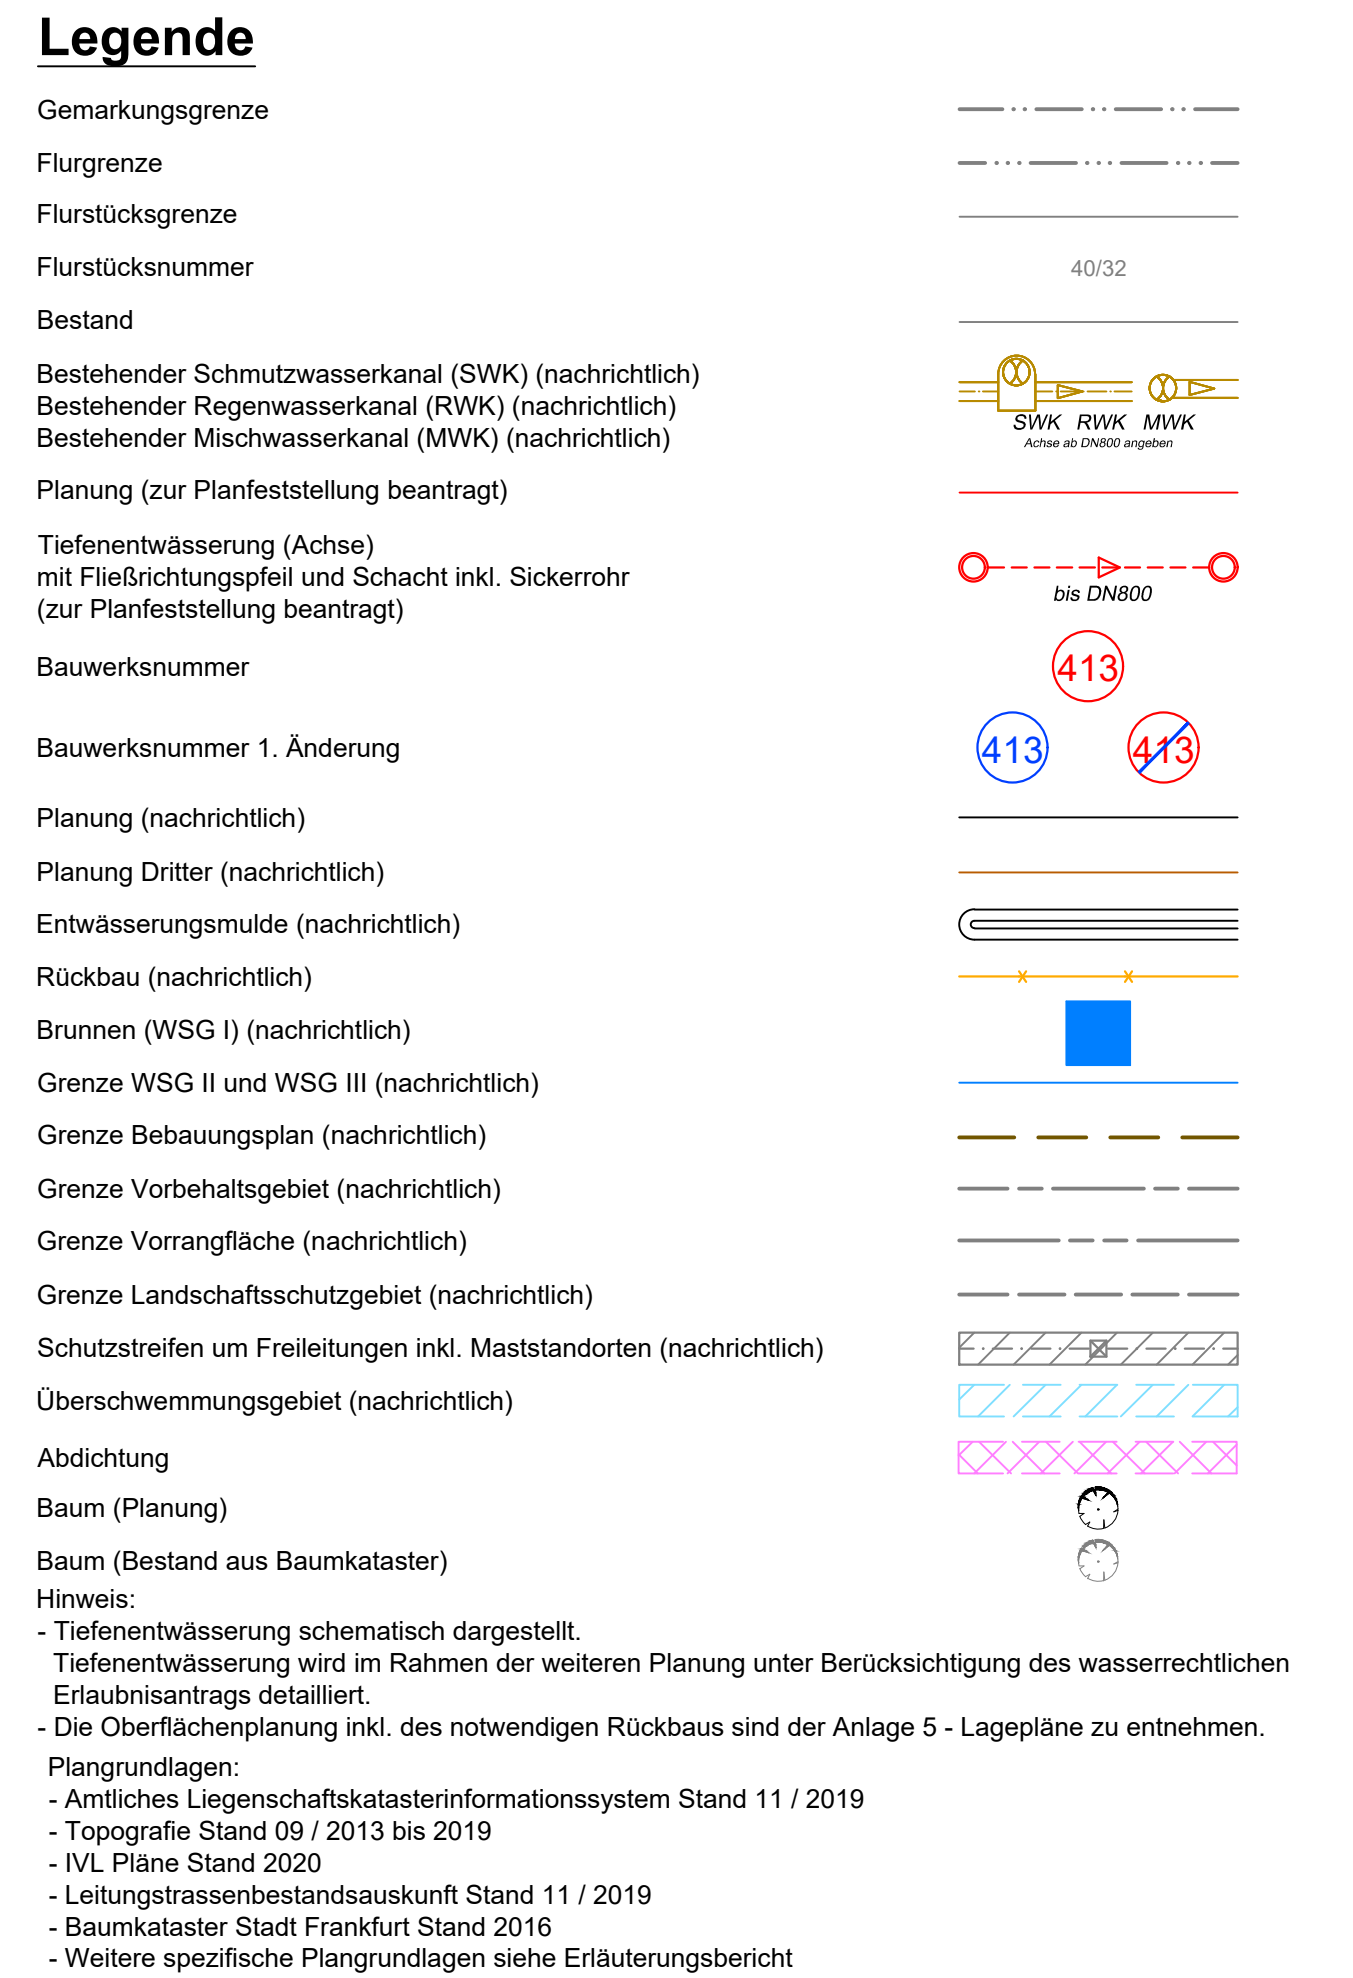 Legende
Gemarkungsgrenze
Flurgrenze
Flurstücksgrenze
Flurstücksnummer 40/32
Bestand
Bestehender Schmutzwasserkanal (SWK) (nachrichtlich)
Bestehender Regenwasserkanal (RWK) (nachrichtlich)
Bestehender Mischwasserkanal (MWK) (nachrichtlich)
SWK RWK MWK
Achse ab DN800 angeben
Planung (zur Planfeststellung beantragt)
Tiefenentwässerung (Achse)
mit Fließrichtungspfeil und Schacht inkl. Sickerrohr
(zur Planfeststellung beantragt)
bis DN800
Bauwerksnummer 413
Bauwerksnummer 1. Änderung 413 413
Planung (nachrichtlich)
Planung Dritter (nachrichtlich)
Entwässerungsmulde (nachrichtlich)
Rückbau (nachrichtlich)
Brunnen (WSG I) (nachrichtlich)
Grenze WSG II und WSG III (nachrichtlich)
Grenze Bebauungsplan (nachrichtlich)
Grenze Vorbehaltsgebiet (nachrichtlich)
Grenze Vorrangfläche (nachrichtlich)
Grenze Landschaftsschutzgebiet (nachrichtlich)
Schutzstreifen um Freileitungen inkl. Maststandorten (nachrichtlich)
Überschwemmungsgebiet (nachrichtlich)
Abdichtung
Baum (Planung)
Baum (Bestand aus Baumkataster)
Hinweis:
- Tiefenentwässerung schematisch dargestellt.
Tiefenentwässerung wird im Rahmen der weiteren Planung unter Berücksichtigung des wasserrechtlichen
Erlaubnisantrags detailliert.
- Die Oberflächenplanung inkl. des notwendigen Rückbaus sind der Anlage 5 - Lagepläne zu entnehmen.
Plangrundlagen:
- Amtliches Liegenschaftskatasterinformationssystem Stand 11 / 2019
- Topografie Stand 09 / 2013 bis 2019
- IVL Pläne Stand 2020
- Leitungstrassenbestandsauskunft Stand 11 / 2019
- Baumkataster Stadt Frankfurt Stand 2016
- Weitere spezifische Plangrundlagen siehe Erläuterungsbericht